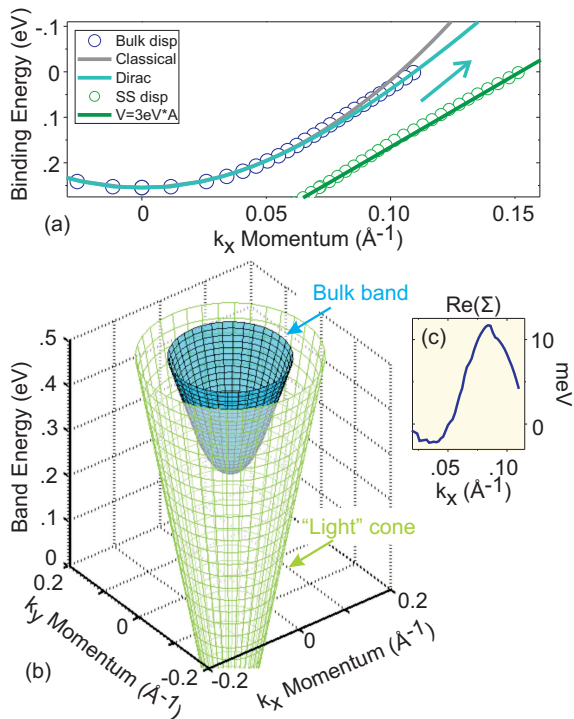 -.1
0
.1
.2
Binding Energy (eV)
Bulk disp
Classical
Dirac
SS disp
V=3eV*A
(a)
0
0.05
0.10
0.15
kx Momentum (Å-1)
Bulk band
.5
.4
.3
.2
.1
0
Band Energy (eV)
"Light" cone
0.2
0
-0.2
ky Momentum (Å-1)
-0.2
0
0.2
kx Momentum (Å-1)
(b)
Re(Σ)
(c)
10
0
meV
.05
.10
kx (Å-1)